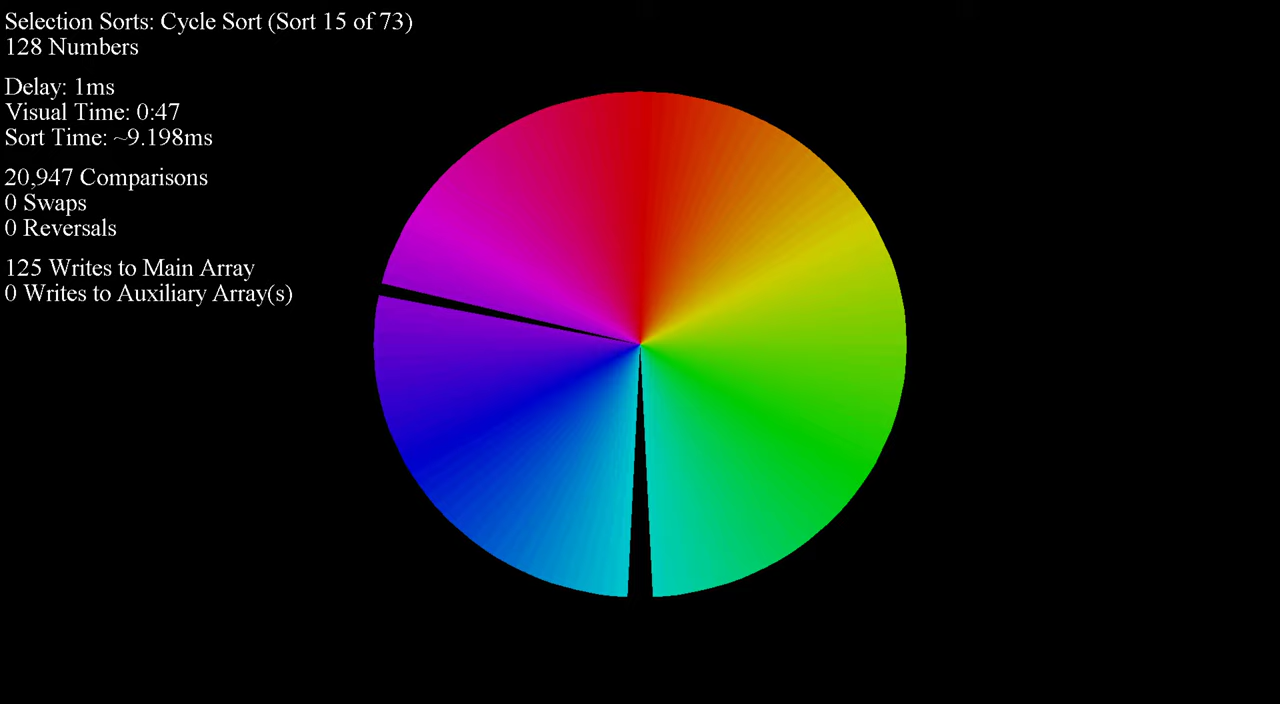 Selection Sorts: Cycle Sort (Sort 15 of 73)
128 Numbers
Delay: 1ms
Visual Time: 0:47
Sort Time: ~9.198ms
20,947 Comparisons
0 Swaps
0 Reversals
125 Writes to Main Array
0 Writes to Auxiliary Array(s)